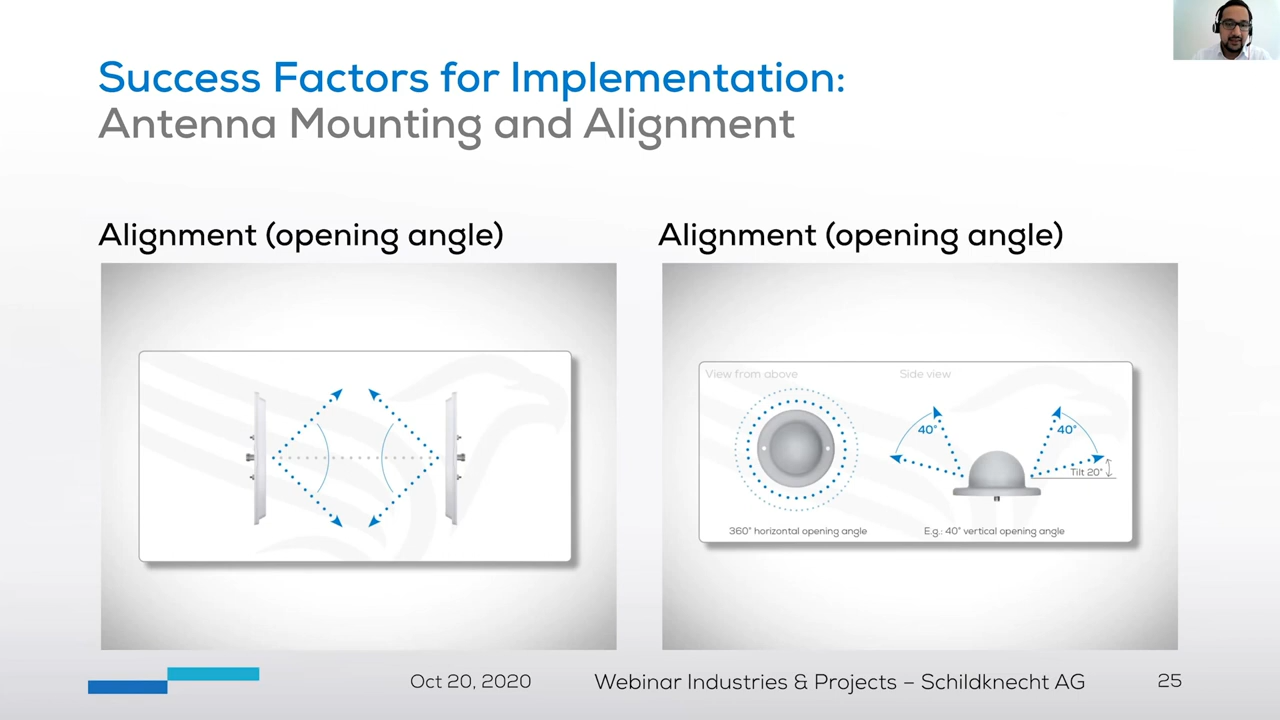 Success Factors for Implementation:
Antenna Mounting and Alignment
Alignment (opening angle)
Alignment (opening angle)
View from above
Side view
40°
40°
Tilt 20°
360° horizontal opening angle
E.g.: 40° vertical opening angle
Oct 20, 2020
Webinar Industries & Projects – Schildknecht AG
25